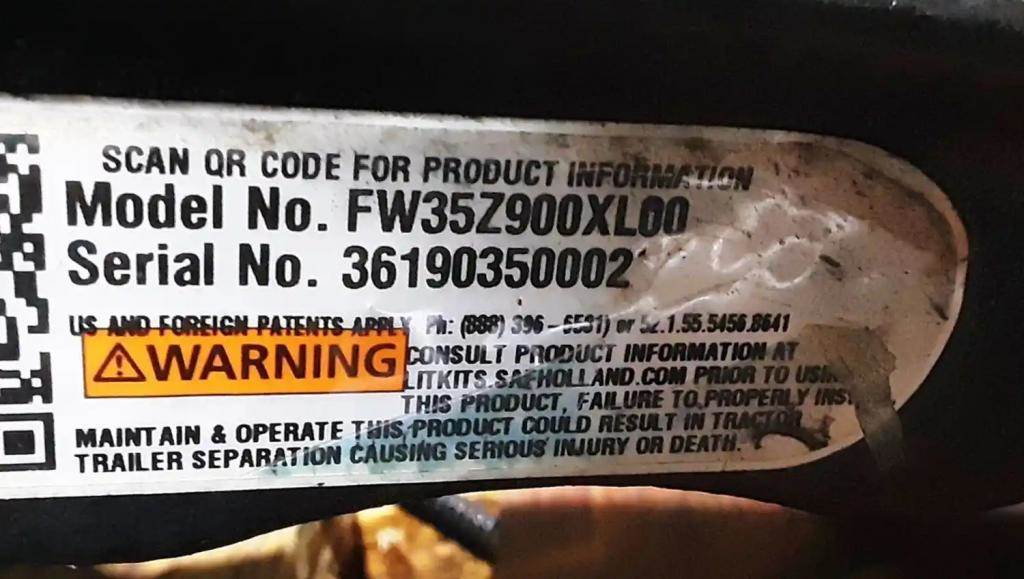 SCAN QR CODE FOR PRODUCT INFORMATION
Model No. FW35Z900XL00
Serial No. 36190350002
US AND FOREIGN PATENTS APPLY Ph: (888) 396 - 6501) or 52.1.55.5456.8641
WARNING
CONSULT PRODUCT INFORMATION AT
LITKITS.SAFHOLLAND.COM PRIOR TO
THIS PRODUCT, FAILURE TO PROPERLY
MAINTAIN & OPERATE THIS PRODUCT COULD RESULT IN TRACTOR
TRAILER SEPARATION CAUSING SERIOUS INJURY OR DEATH.